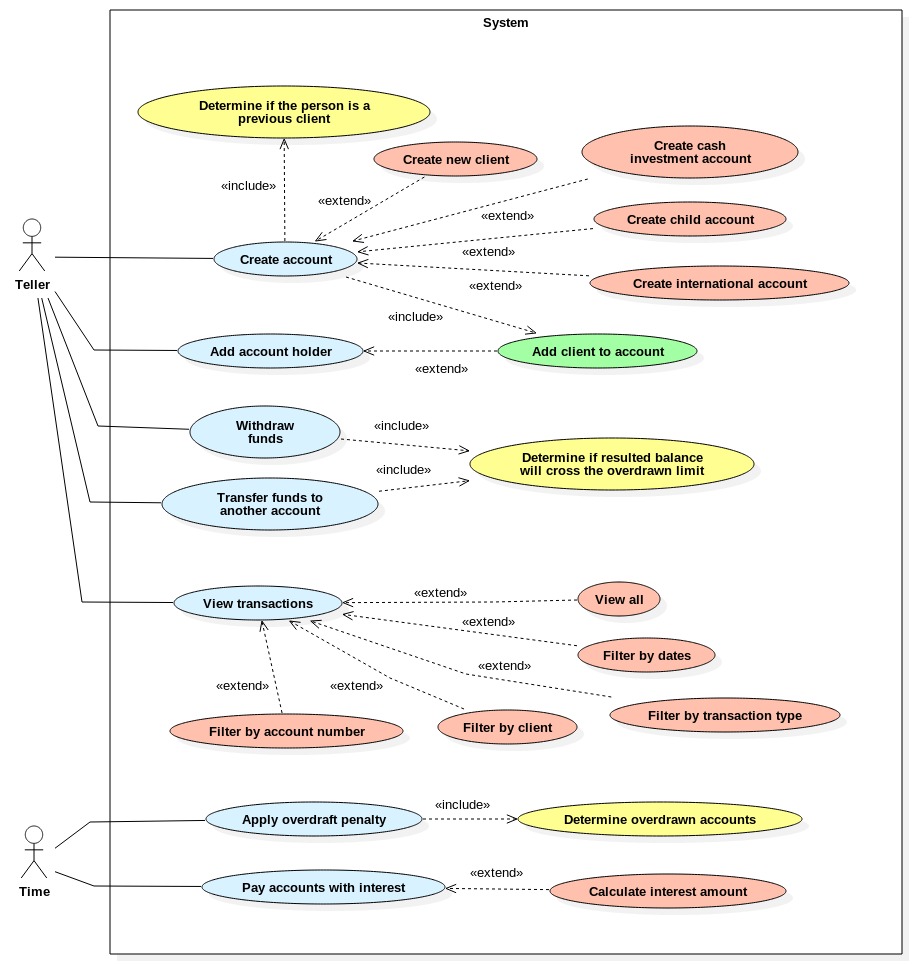 System
Determine if the person is a
previous client
Create new client
Create cash
investment account
«include»
«extend»
«extend»
Create child account
Teller
Create account
«extend»
Create international account
«extend»
«include»
Add account holder
Add client to account
«extend»
Withdraw
funds
«include»
Determine if resulted balance
will cross the overdrawn limit
«include»
Transfer funds to
another account
View transactions
«extend»
View all
«extend»
Filter by dates
«extend»
«extend»
«extend»
Filter by account number
Filter by client
Filter by transaction type
Time
Apply overdraft penalty
«include»
Determine overdrawn accounts
Pay accounts with interest
«extend»
Calculate interest amount